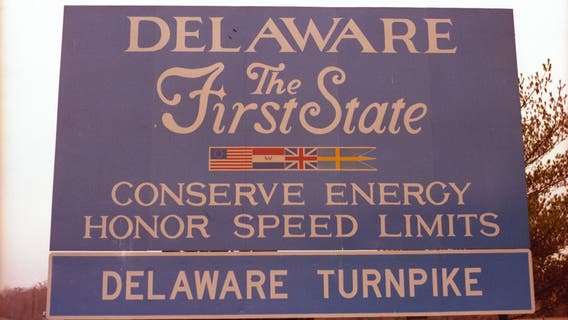 DELAWARE
The
First State
CONSERVE ENERGY
HONOR SPEED LIMITS
DELAWARE TURNPIKE